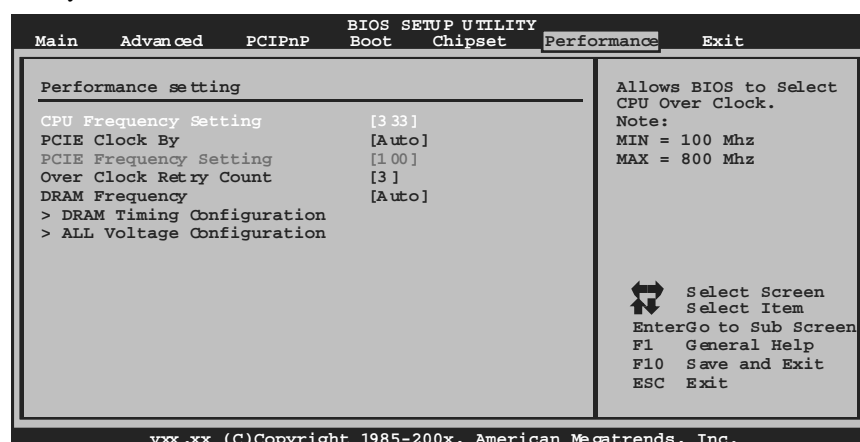 BIOS SETUP UTILITY
Main Advanced PCIPnP Boot Chipset Performance Exit
Performance setting
CPU Frequency Setting [333]
PCIE Clock By [Auto]
PCIE Frequency Setting [100]
Over Clock Retry Count [3]
DRAM Frequency [Auto]
> DRAM Timing Configuration
> ALL Voltage Configuration
Allows BIOS to Select
CPU Over Clock.
Note:
MIN = 100 Mhz
MAX = 800 Mhz
Select Screen
Select Item
Enter Go to Sub Screen
F1 General Help
F10 Save and Exit
ESC Exit
vxx.xx (C)Copyright 1985-200x, American Megatrends, Inc.